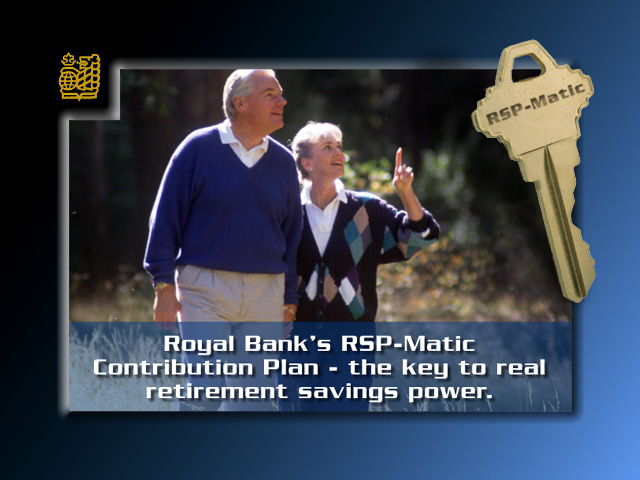 RSP-Matic
Royal Bank's RSP-Matic
Contribution Plan - the key to real
retirement savings power.